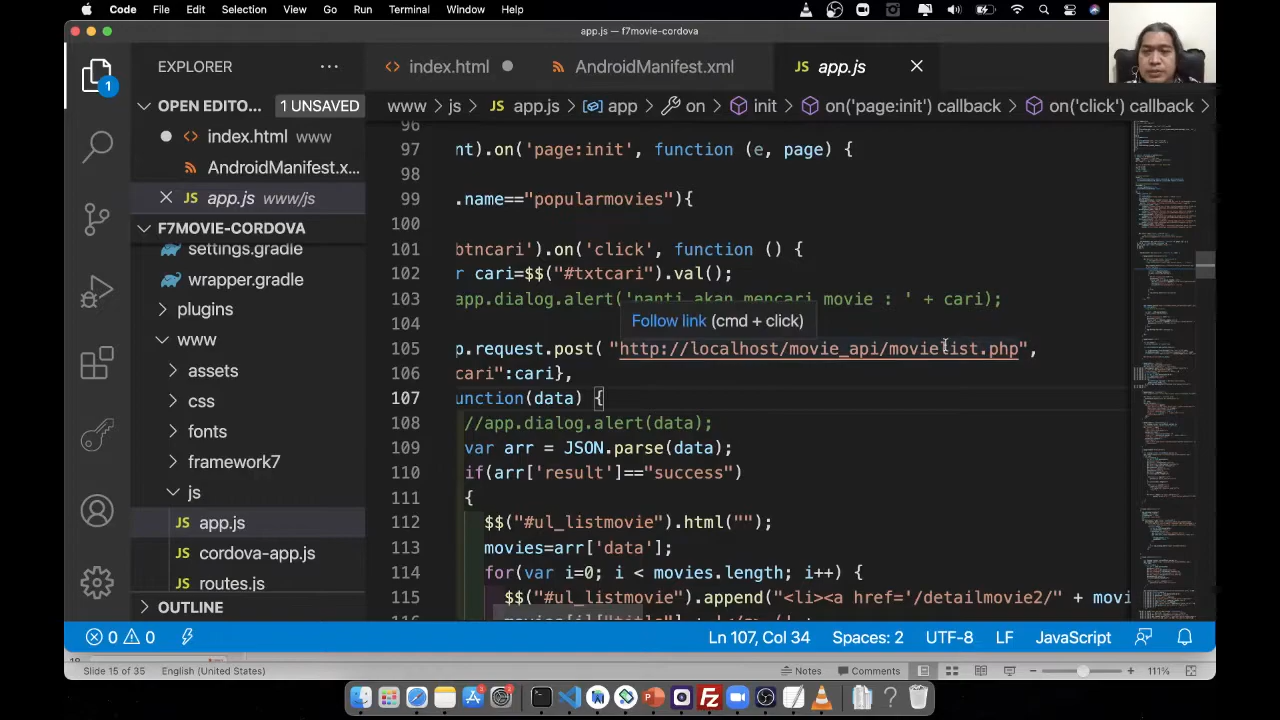 Code File Edit Selection View Go Run Terminal Window Help
app.js — f7movie-cordova
EXPLORER
index.html
AndroidManifest.xml
app.js
OPEN EDITO... 1 UNSAVED
www > js > JS app.js > app > on > init > on('page:init') callback > on('click') callback >
index.html www
AndroidManifest.x...
app.js www/js
settings.gradle
wrapper.gradle
plugins
www
assets
css
framework7
js
JS app.js
JS cordova-app.js
JS routes.js
OUTLINE
96
97 nt).on('page:init', function (e, page) {
98
99
100
101 cari').on('click', function () {
102 r cari=$$("#txtcari").val()
103 app.dialog.alert('nanti akan mencari movie : ' + cari);
104
Follow link (cmd + click)
105 request.post( "http://localhost/movie_api/movielist.php",
106 ari':cari},
107 unction(data) {
108 //app.dialog.alert(data);
109 ar arr = JSON.parse(data)
110 if(arr['result']=="success")
111
112 $$("#ul_listmovie").html("");
113 movies=arr['data'];
114 for(var i=0; i < movies.length; i++) {
115 $$("#ul_listmovie").append("<li><a href='/detailmovie2/" + movi
0 0 Ln 107, Col 34 Spaces: 2 UTF-8 LF JavaScript
Slide 15 of 35 English (United States) Notes Comments 111%